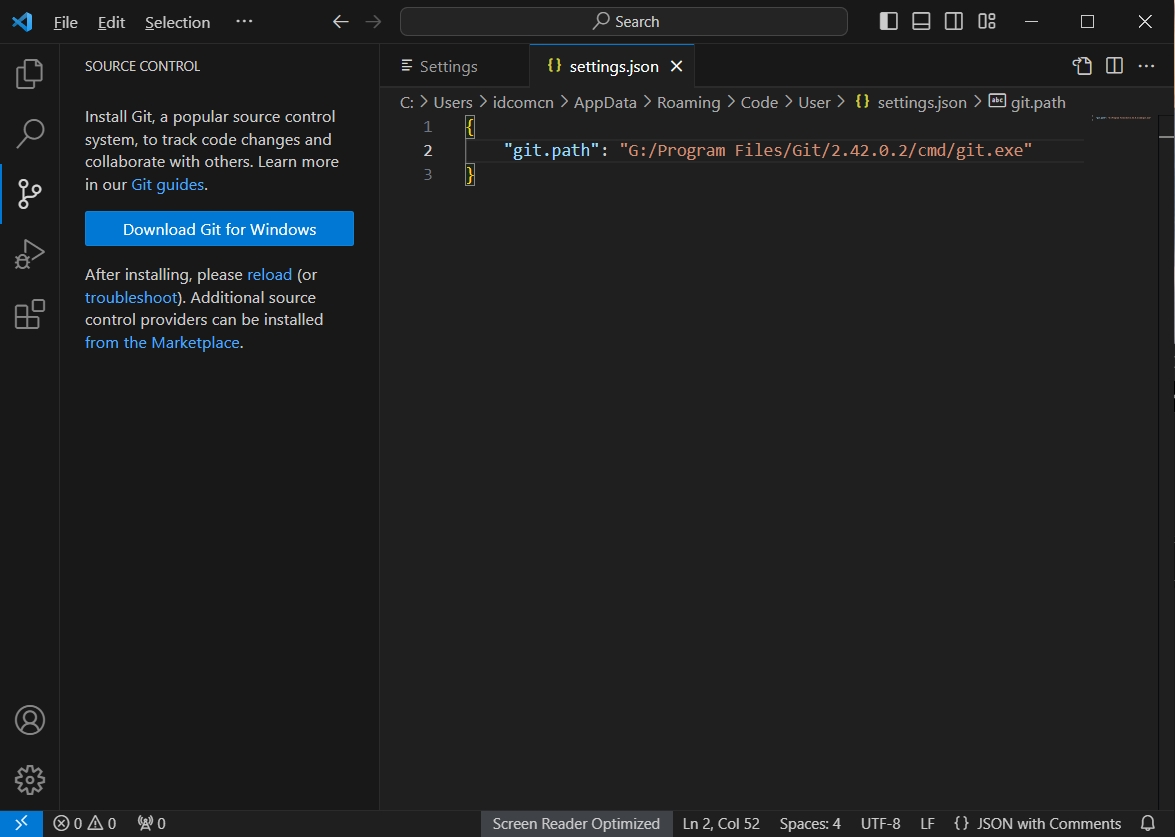 File Edit Selection ··· Search
SOURCE CONTROL
Install Git, a popular source control
system, to track code changes and
collaborate with others. Learn more
in our Git guides.
Download Git for Windows
After installing, please reload (or
troubleshoot). Additional source
control providers can be installed
from the Marketplace.
Settings {} settings.json
C: > Users > idcomcn > AppData > Roaming > Code > User > {} settings.json > abc git.path
1 {
2 "git.path": "G:/Program Files/Git/2.42.0.2/cmd/git.exe"
3 }
0 0 0 Screen Reader Optimized Ln 2, Col 52 Spaces: 4 UTF-8 LF {} JSON with Comments